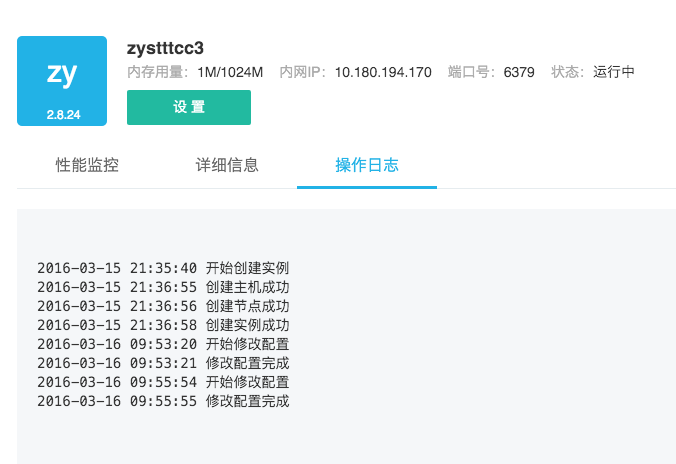 zy
2.8.24
zystttcc3
内存用量：1M/1024M 内网IP：10.180.194.170 端口号：6379 状态：运行中
设 置
性能监控 详细信息 操作日志
2016-03-15 21:35:40 开始创建实例
2016-03-15 21:36:55 创建主机成功
2016-03-15 21:36:56 创建节点成功
2016-03-15 21:36:58 创建实例成功
2016-03-16 09:53:20 开始修改配置
2016-03-16 09:53:21 修改配置完成
2016-03-16 09:55:54 开始修改配置
2016-03-16 09:55:55 修改配置完成